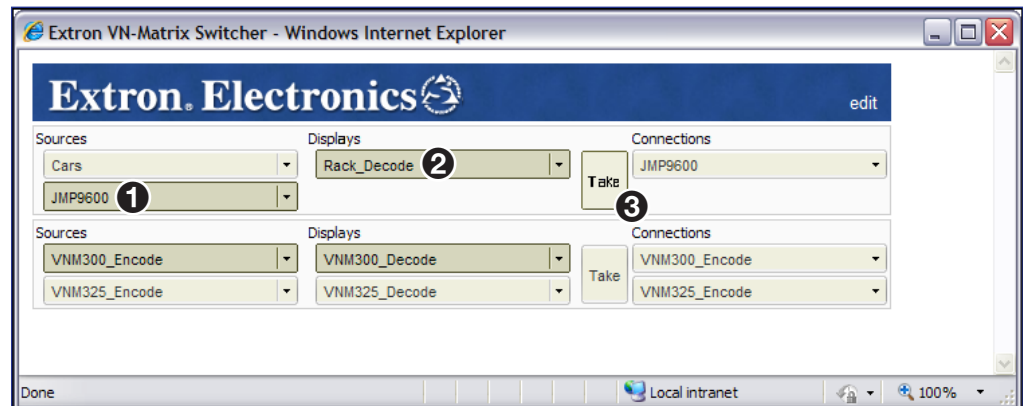 Extron VN-Matrix Switcher - Windows Internet Explorer
Extron® Electronics
edit
Sources Displays Connections
Cars Rack_Decode 2 Take JMP9600
JMP9600 1 3
Sources Displays Connections
VNM300_Encode VNM300_Decode Take VNM300_Encode
VNM325_Encode VNM325_Decode VNM325_Encode
Done Local intranet 100%